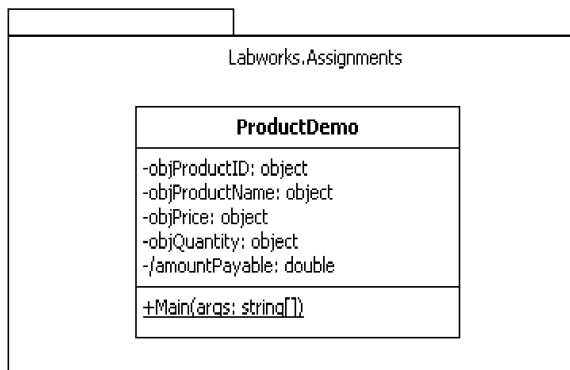 Labworks.Assignments
ProductDemo
-objProductID: object
-objProductName: object
-objPrice: object
-objQuantity: object
-/amountPayable: double
+Main(args: string[])